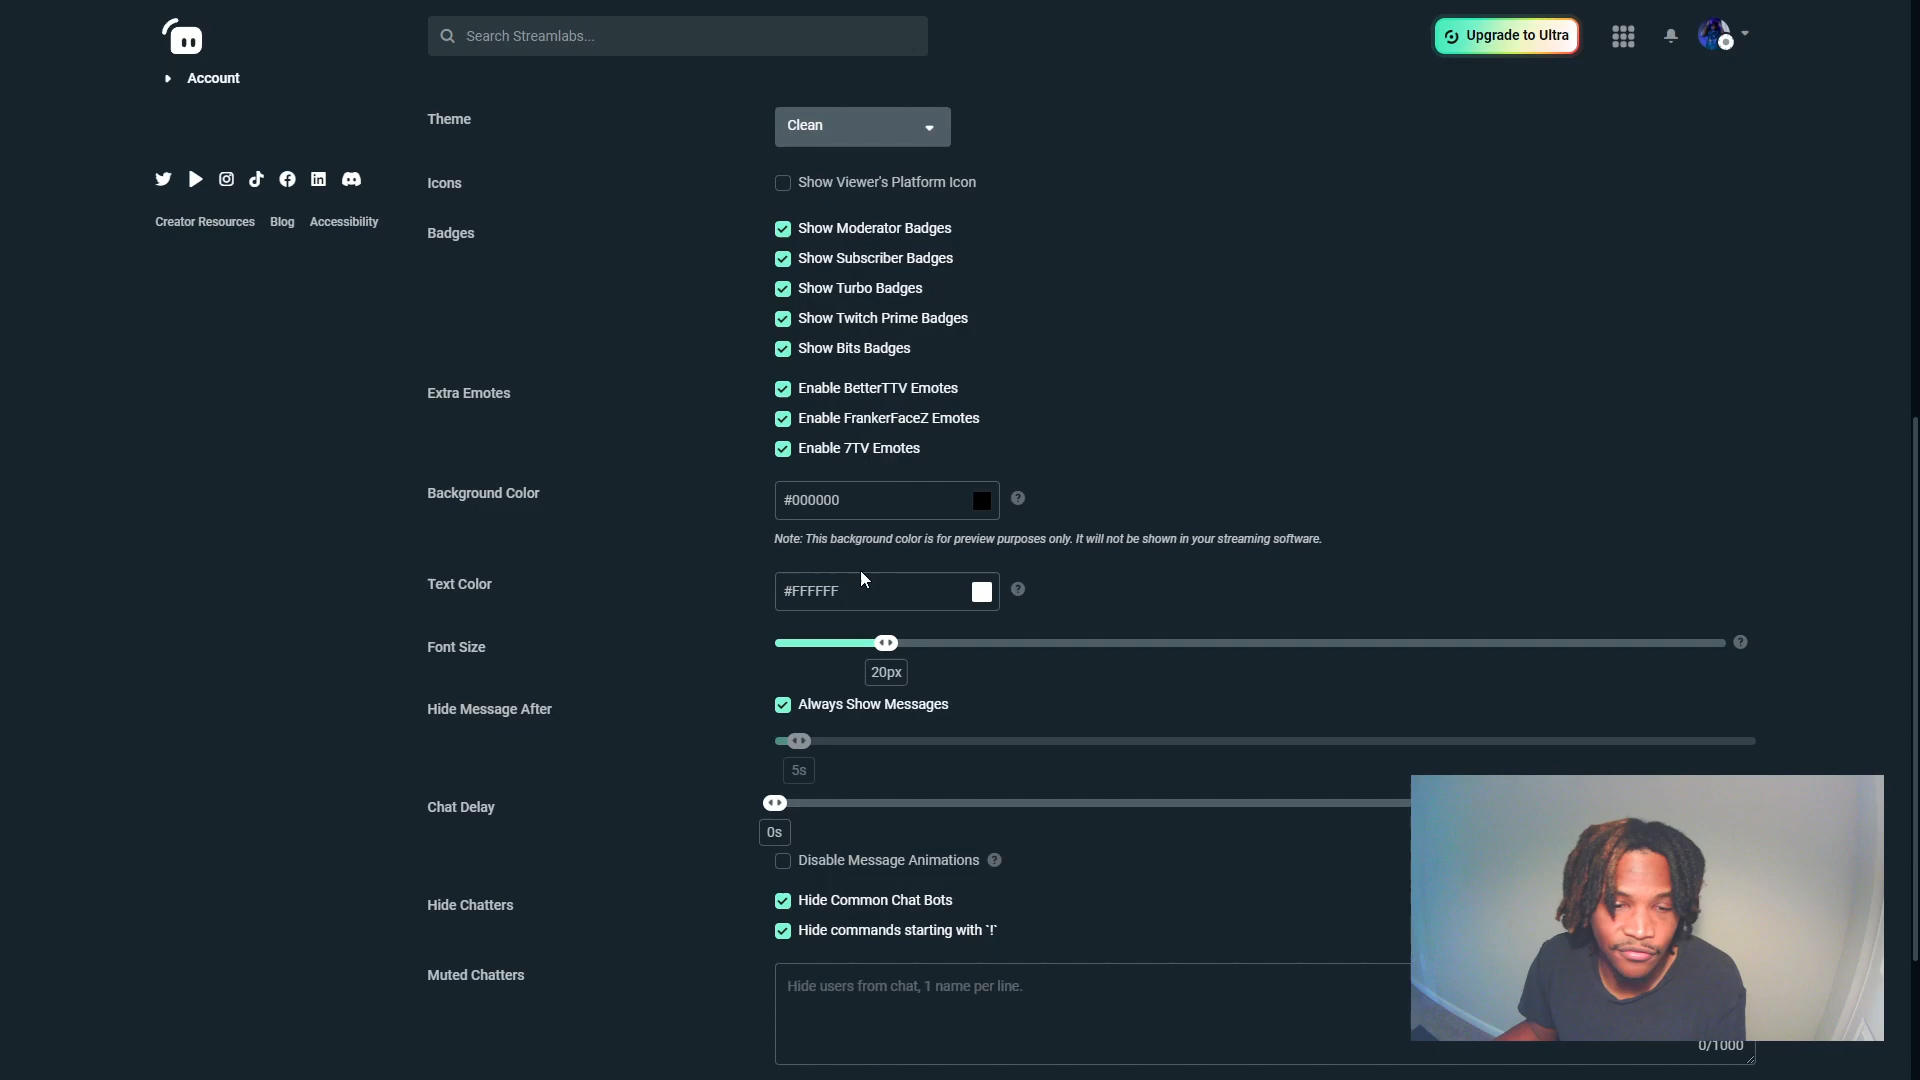 Search Streamlabs...
Upgrade to Ultra
Account
Theme
Clean
Icons
Show Viewer's Platform Icon
Creator Resources Blog Accessibility
Badges
Show Moderator Badges
Show Subscriber Badges
Show Turbo Badges
Show Twitch Prime Badges
Show Bits Badges
Extra Emotes
Enable BetterTTV Emotes
Enable FrankerFaceZ Emotes
Enable 7TV Emotes
Background Color
#000000
Note: This background color is for preview purposes only. It will not be shown in your streaming software.
Text Color
#FFFFFF
Font Size
20px
Hide Message After
Always Show Messages
5s
Chat Delay
0s
Disable Message Animations
Hide Chatters
Hide Common Chat Bots
Hide commands starting with `!`
Muted Chatters
Hide users from chat, 1 name per line.
0/1000